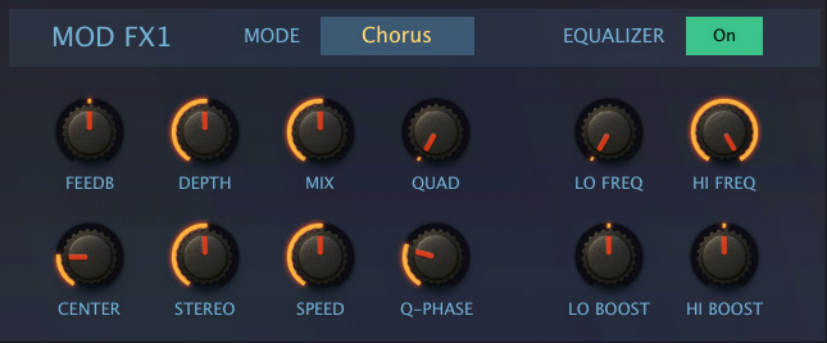 MOD FX1 MODE Chorus EQUALIZER On
FEEDB DEPTH MIX QUAD LO FREQ HI FREQ
CENTER STEREO SPEED Q-PHASE LO BOOST HI BOOST